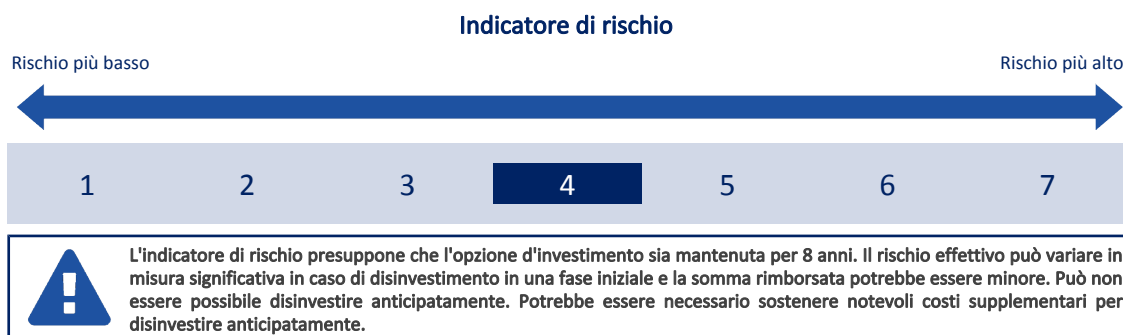 Indicatore di rischio
Rischio più basso
Rischio più alto
1 2 3 4 5 6 7
L'indicatore di rischio presuppone che l'opzione d'investimento sia mantenuta per 8 anni. Il rischio effettivo può variare in
misura significativa in caso di disinvestimento in una fase iniziale e la somma rimborsata potrebbe essere minore. Può non
essere possibile disinvestire anticipatamente. Potrebbe essere necessario sostenere notevoli costi supplementari per
disinvestire anticipatamente.